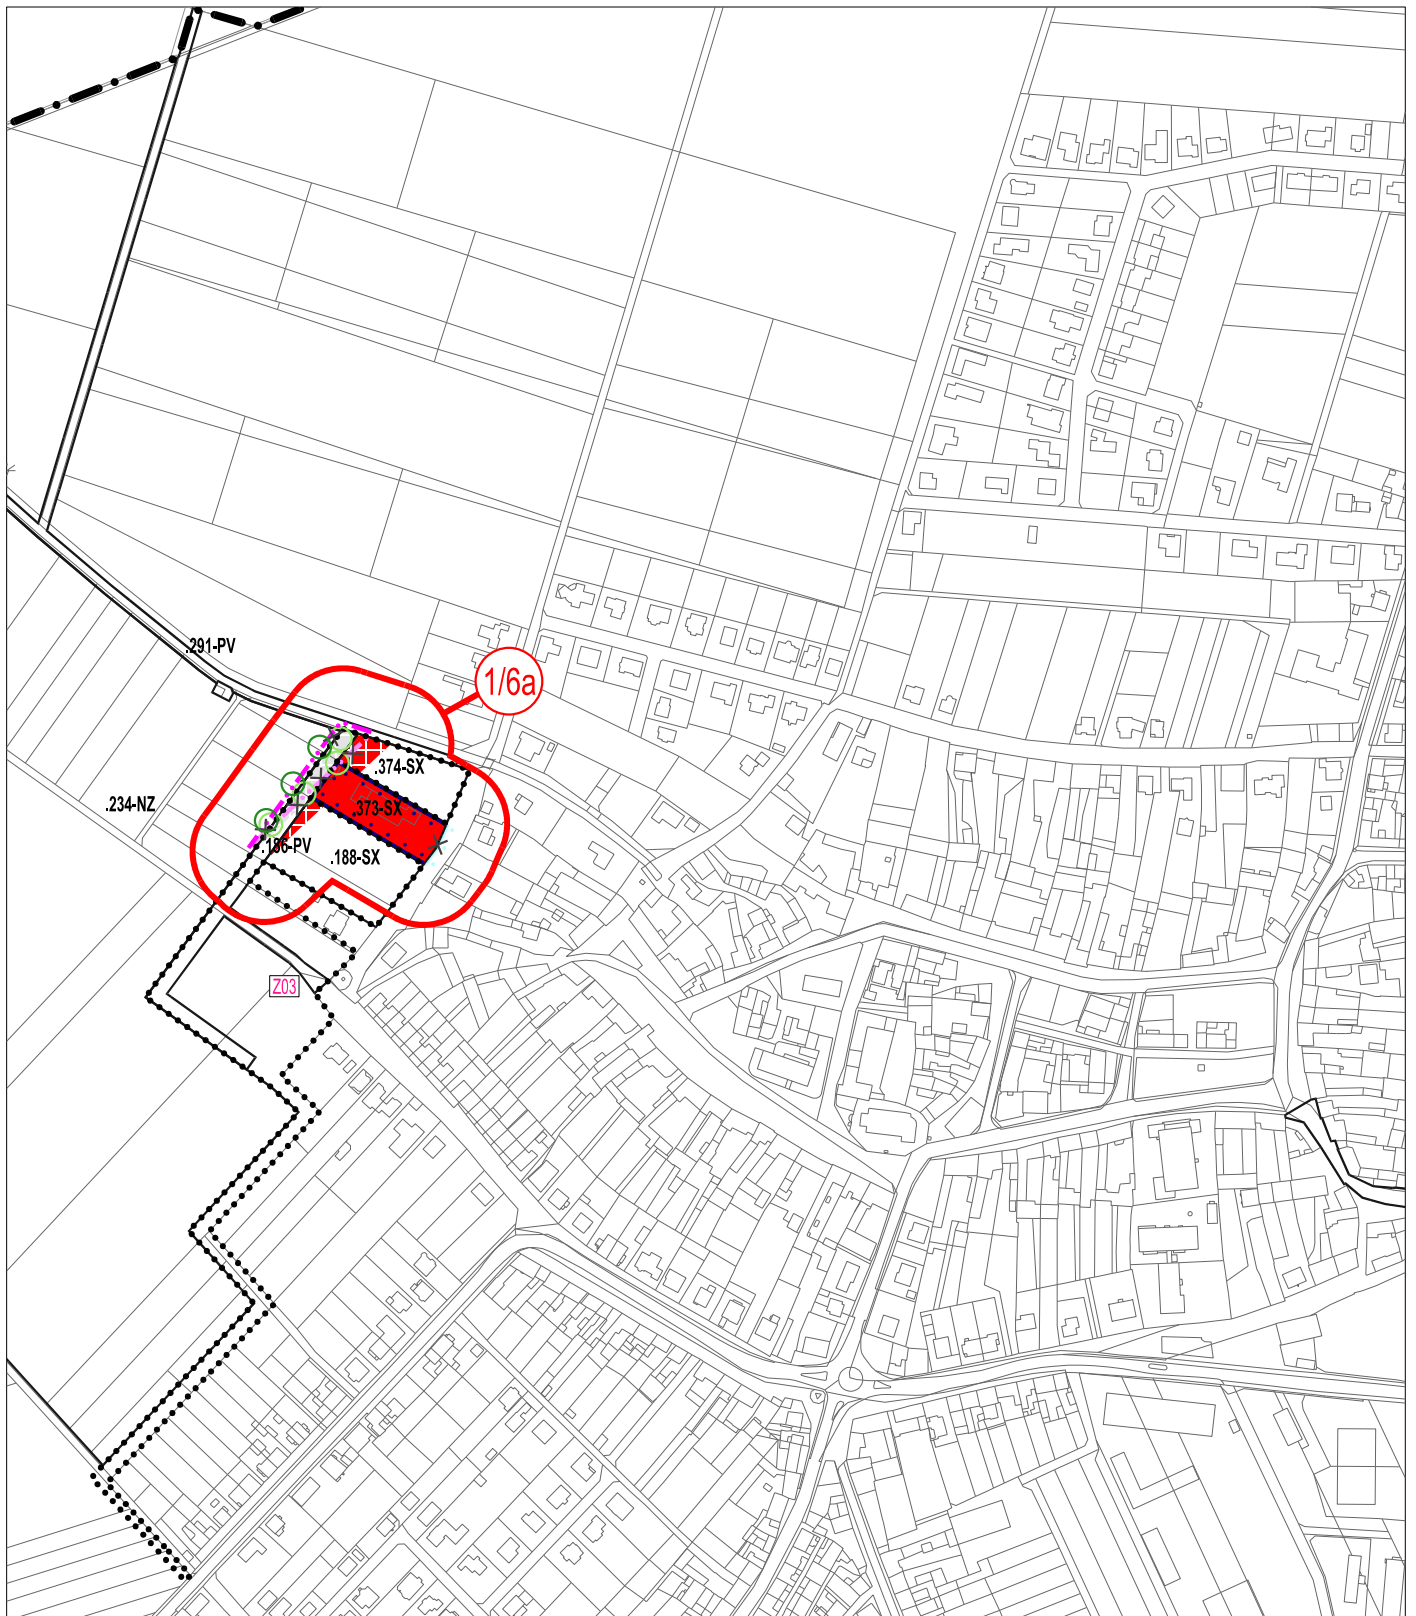 .291-PV
1/6a
.374-SX
.234-NZ
.373-SX
.186-PV
.188-SX
Z03